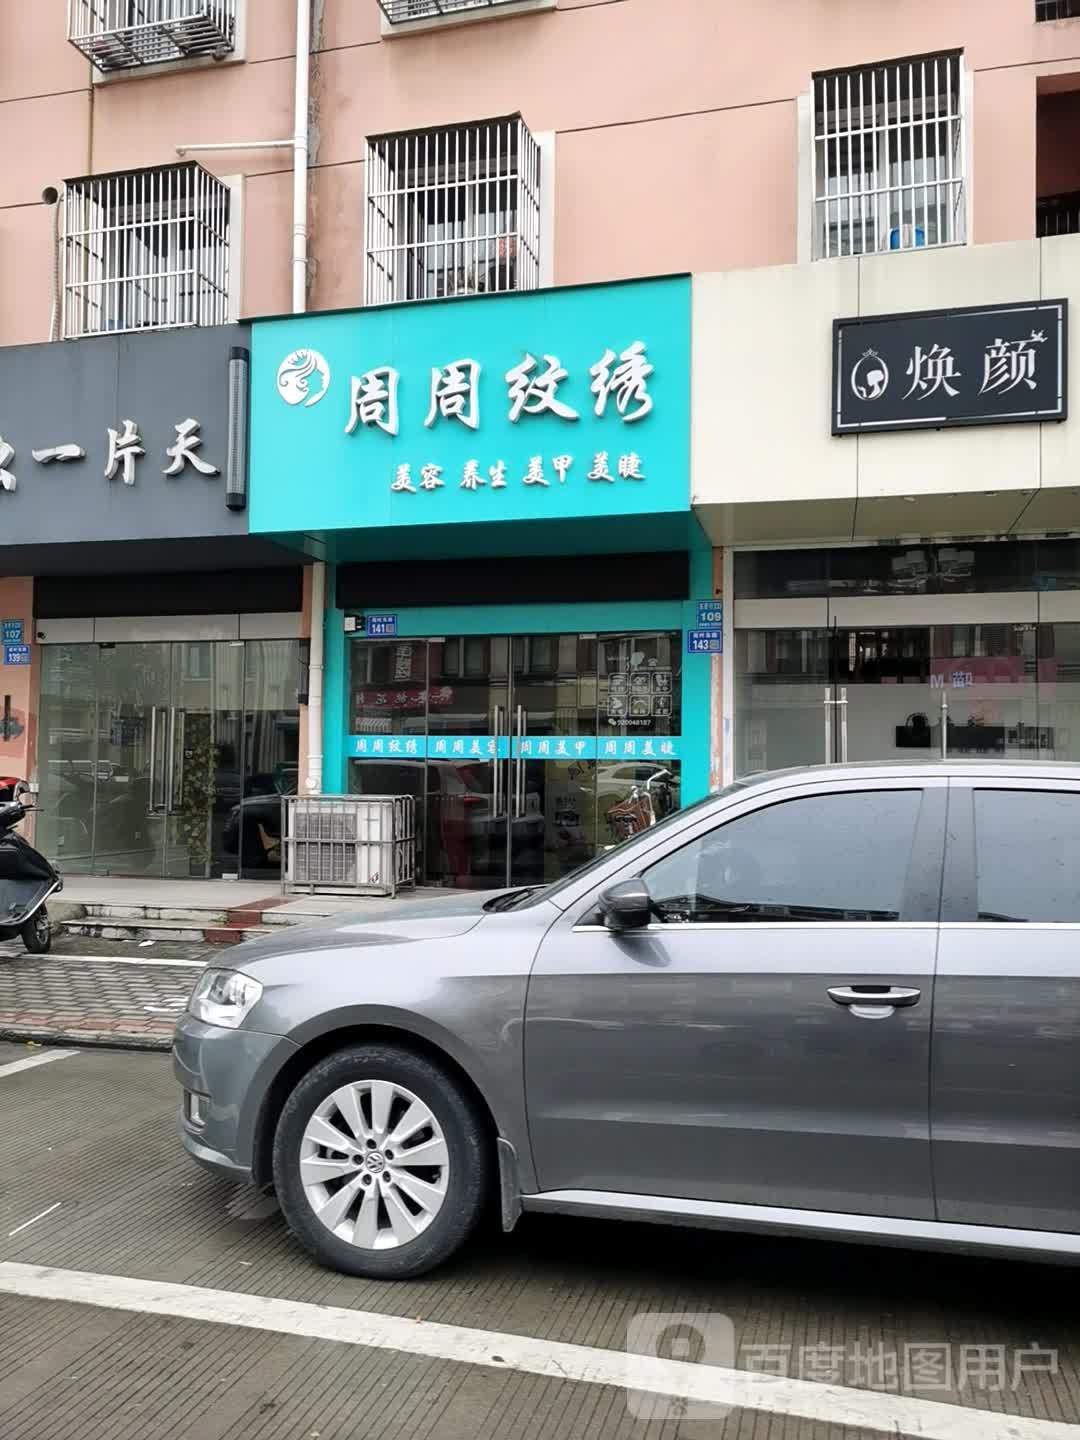 一片天
周周纹绣
美容 养生 美甲 美睫
焕颜
107
139
141
109
143
920048187
周周纹绣 周周美容 周周美甲 周周美睫
百度地图用户